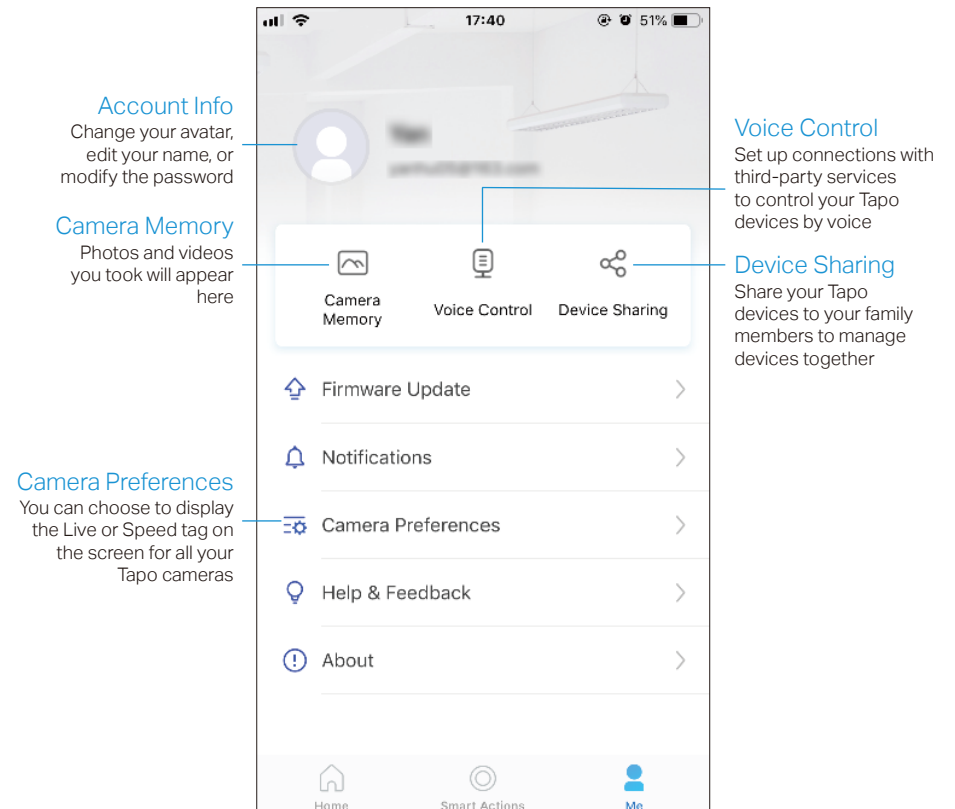 17:40
51%
Account Info
Change your avatar,
edit your name, or
modify the password
Camera Memory
Photos and videos
you took will appear
here
Camera Preferences
You can choose to display
the Live or Speed tag on
the screen for all your
Tapo cameras
Voice Control
Set up connections with
third-party services
to control your Tapo
devices by voice
Device Sharing
Share your Tapo
devices to your family
members to manage
devices together
Camera
Memory
Voice Control
Device Sharing
Firmware Update
Notifications
Camera Preferences
Help & Feedback
About
Home
Smart Actions
Me